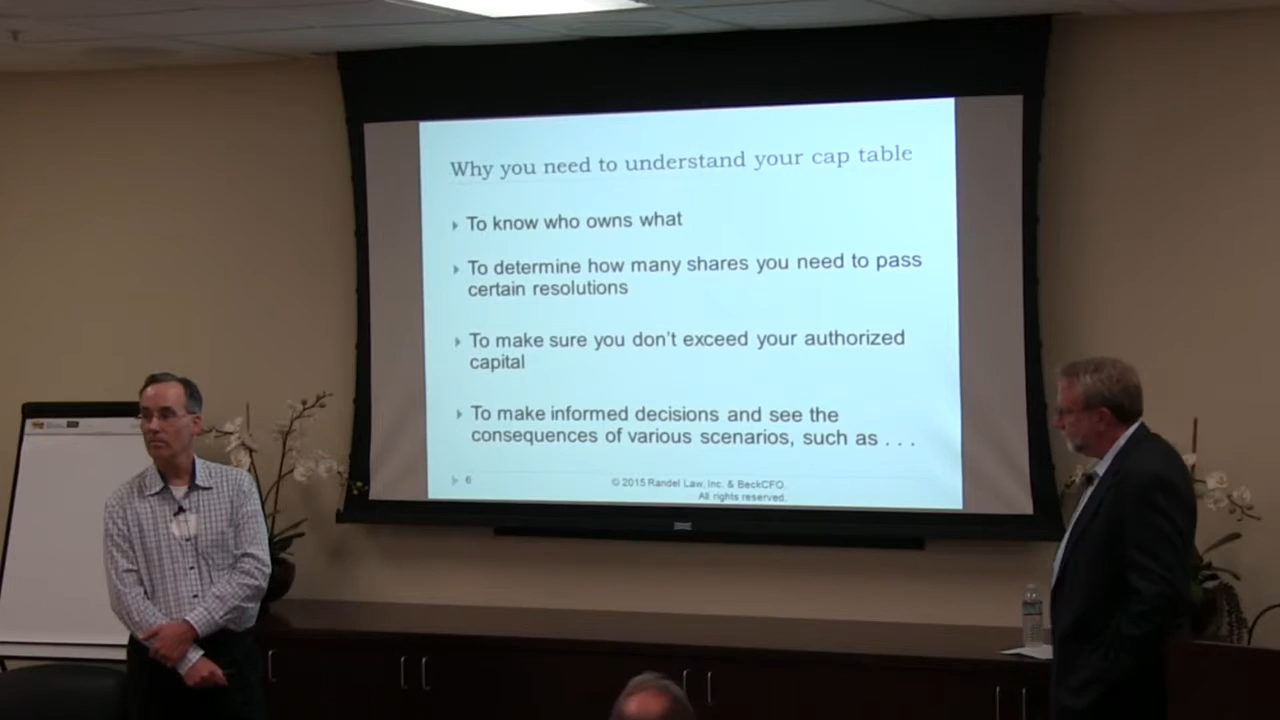 Why you need to understand your cap table
To know who owns what
To determine how many shares you need to pass
certain resolutions
To make sure you don't exceed your authorized
capital
To make informed decisions and see the
consequences of various scenarios, such as . . .
6
© 2015 Randel Law, Inc. & BeckCFO.
All rights reserved.